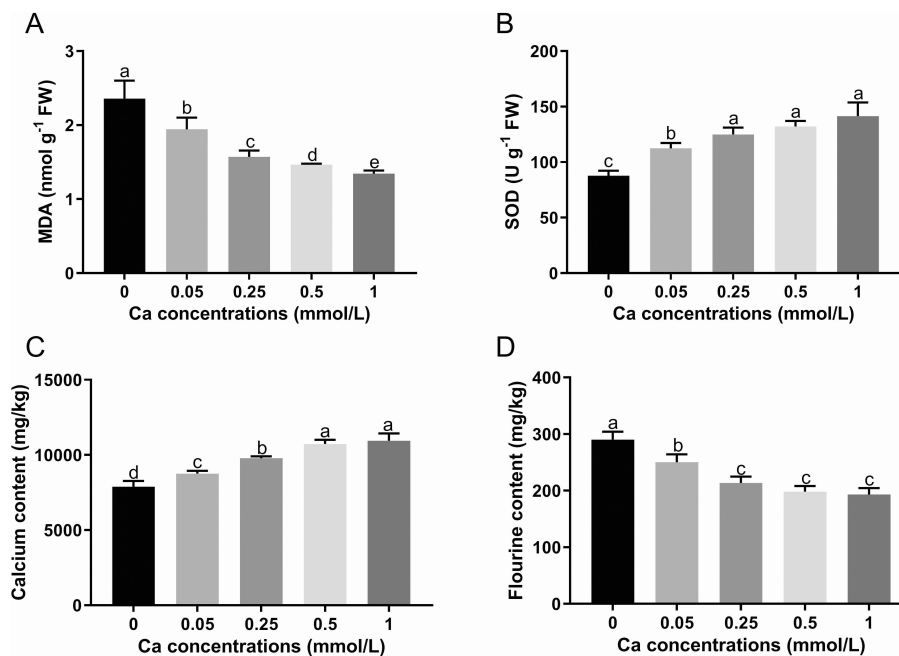 A
MDA (nmol g⁻¹ FW)
3
2
1
0
a
b
c
d
e
0 0.05 0.25 0.5 1
Ca concentrations (mmol/L)
B
SOD (U g⁻¹ FW)
200
150
100
50
0
c
b
a
a
a
0 0.05 0.25 0.5 1
Ca concentrations (mmol/L)
C
Calcium content (mg/kg)
15000
10000
5000
0
d
c
b
a
a
0 0.05 0.25 0.5 1
Ca concentrations (mmol/L)
D
Flourine content (mg/kg)
400
300
200
100
0
a
b
c
c
c
0 0.05 0.25 0.5 1
Ca concentrations (mmol/L)